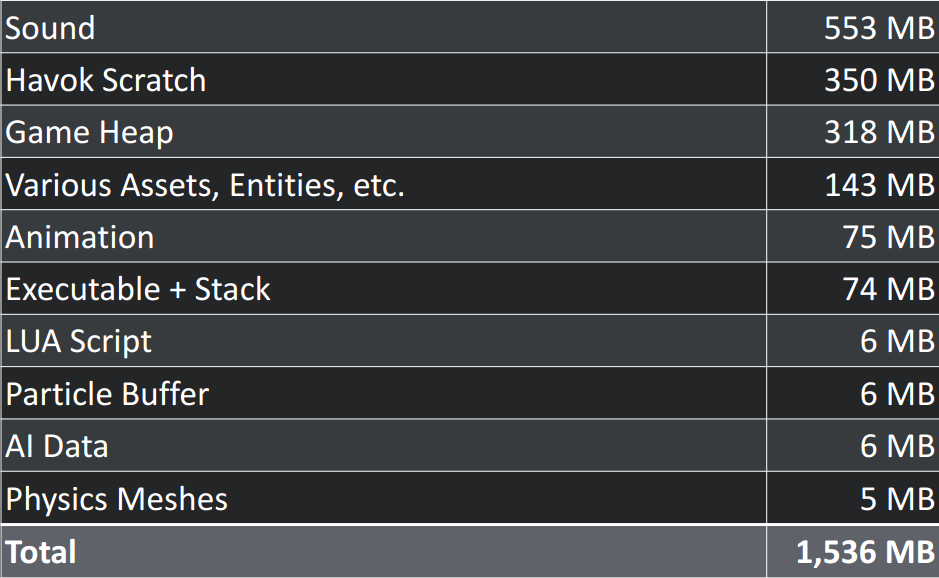 Sound 553 MB
Havok Scratch 350 MB
Game Heap 318 MB
Various Assets, Entities, etc. 143 MB
Animation 75 MB
Executable + Stack 74 MB
LUA Script 6 MB
Particle Buffer 6 MB
AI Data 6 MB
Physics Meshes 5 MB
Total 1,536 MB